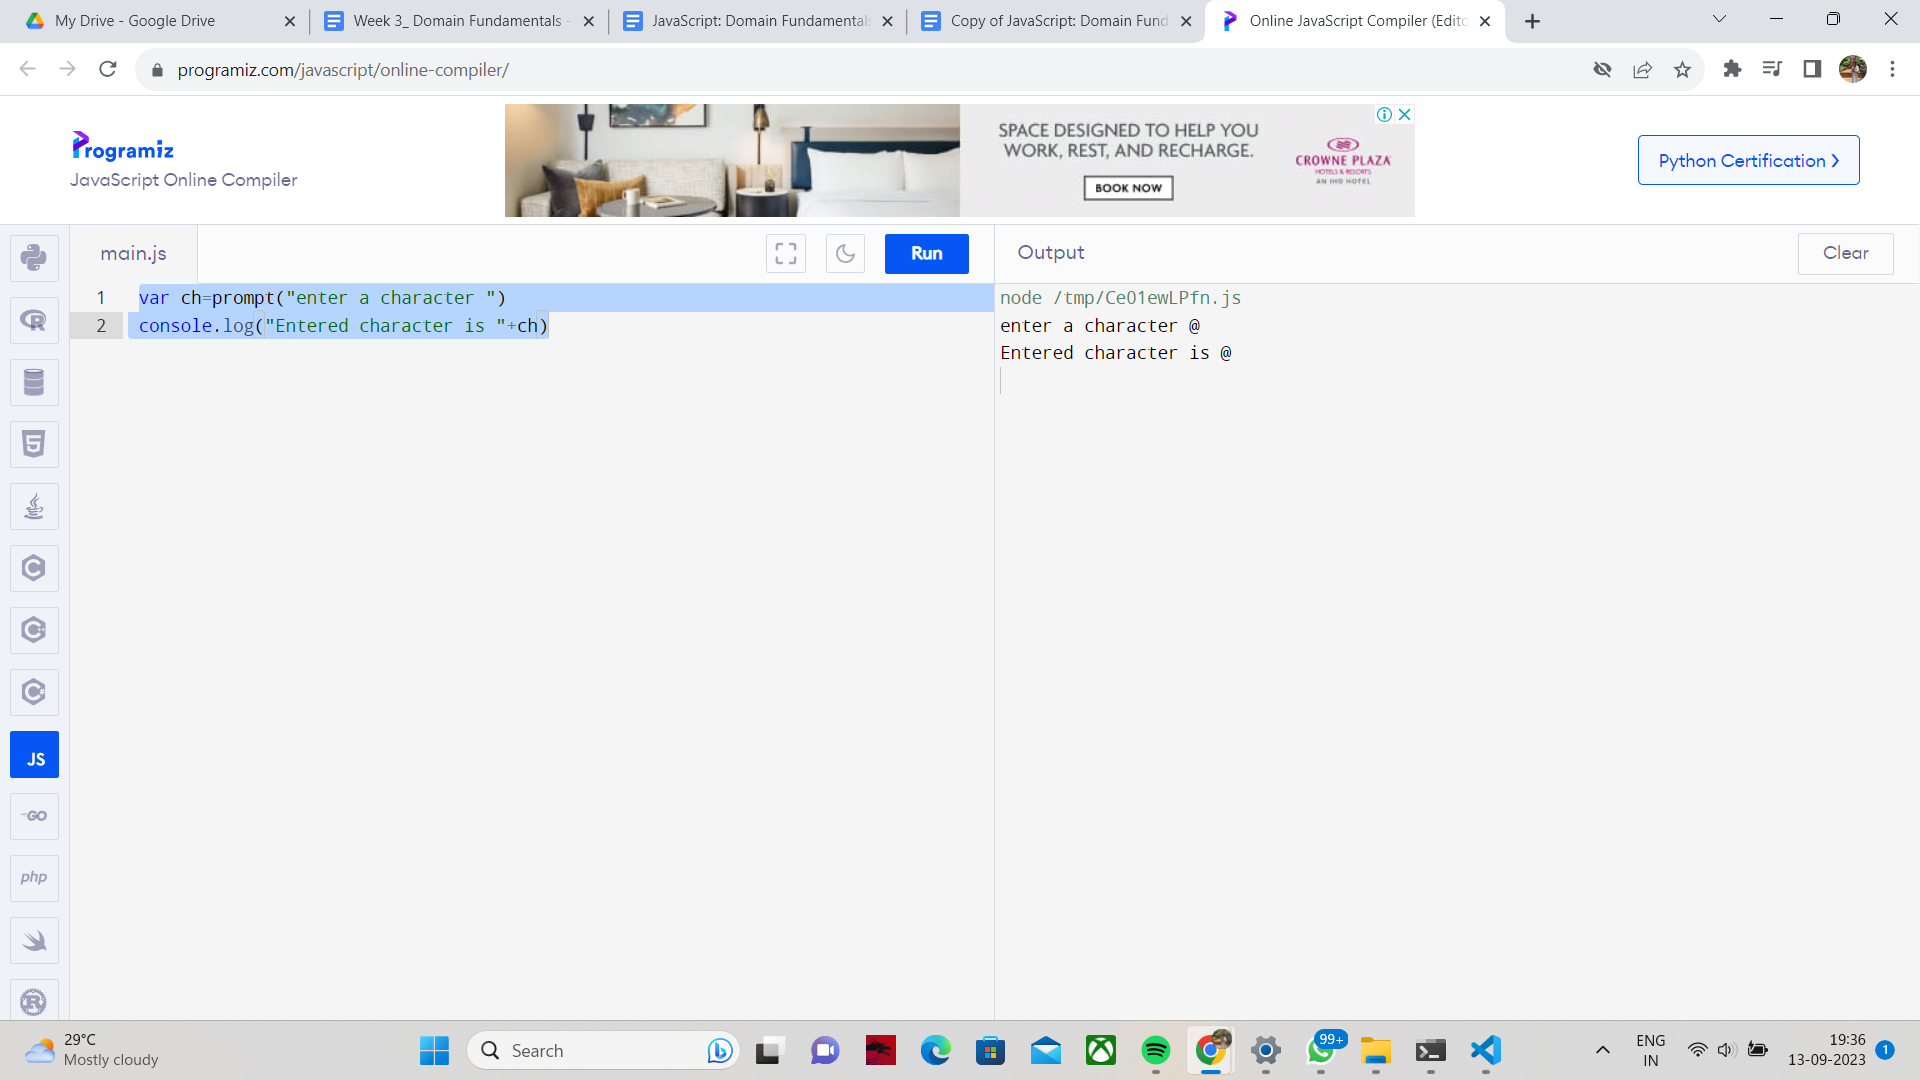 My Drive - Google Drive
Week 3_ Domain Fundamentals -
JavaScript: Domain Fundamentals
Copy of JavaScript: Domain Fund
Online JavaScript Compiler (Edito
programiz.com/javascript/online-compiler/
Programiz
JavaScript Online Compiler
SPACE DESIGNED TO HELP YOU
WORK, REST, AND RECHARGE.
BOOK NOW
CROWNE PLAZA
HOTELS & RESORTS
AN IHG HOTEL
Python Certification
main.js
Run
Output
Clear
1 var ch=prompt("enter a character ")
2 console.log("Entered character is "+ch)
node /tmp/CeO1ewLPfn.js
enter a character @
Entered character is @
R
5
C
C
C
JS
GO
php
R
29°C
Mostly cloudy
Search
99+
ENG
IN
19:36
13-09-2023
1